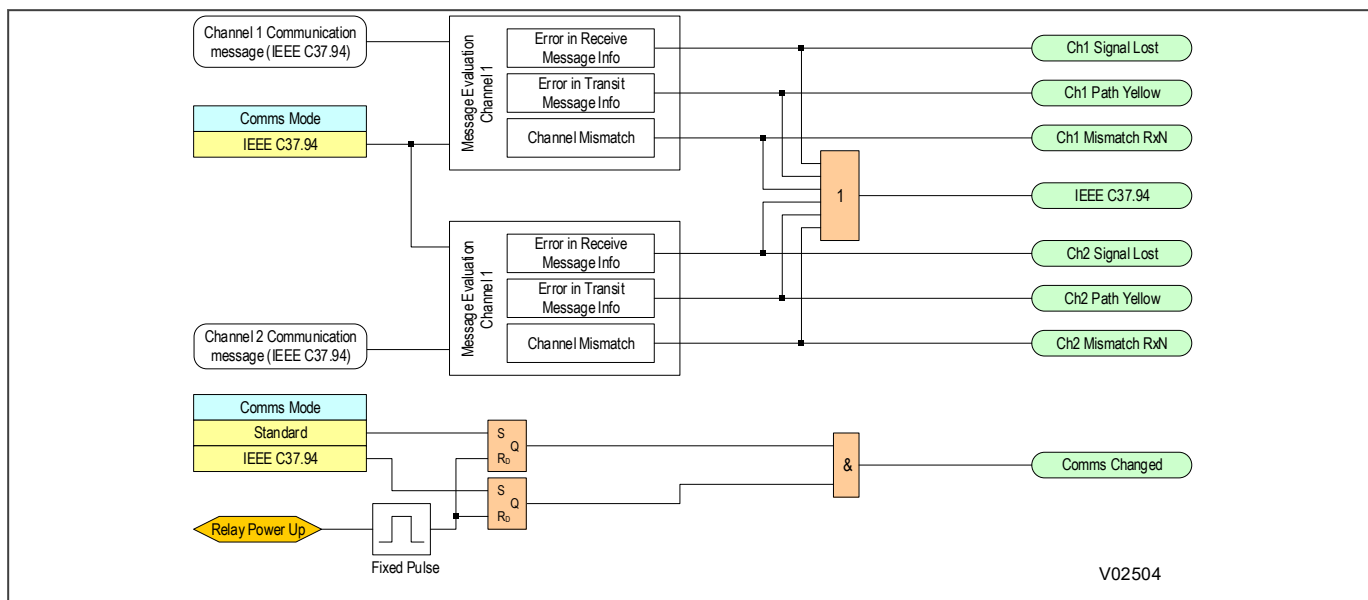 Channel 1 Communication
message (IEEE C37.94)
Comms Mode
IEEE C37.94
Message Evaluation
Channel 1
Error in Receive
Message Info
Error in Transit
Message Info
Channel Mismatch
Ch1 Signal Lost
Ch1 Path Yellow
Ch1 Mismatch RxN
1
IEEE C37.94
Message Evaluation
Channel 1
Error in Receive
Message Info
Error in Transit
Message Info
Channel Mismatch
Ch2 Signal Lost
Ch2 Path Yellow
Ch2 Mismatch RxN
Channel 2 Communication
message (IEEE C37.94)
Comms Mode
Standard
IEEE C37.94
S
Q
RD
S
Q
RD
&
Comms Changed
Relay Power Up
Fixed Pulse
V02504